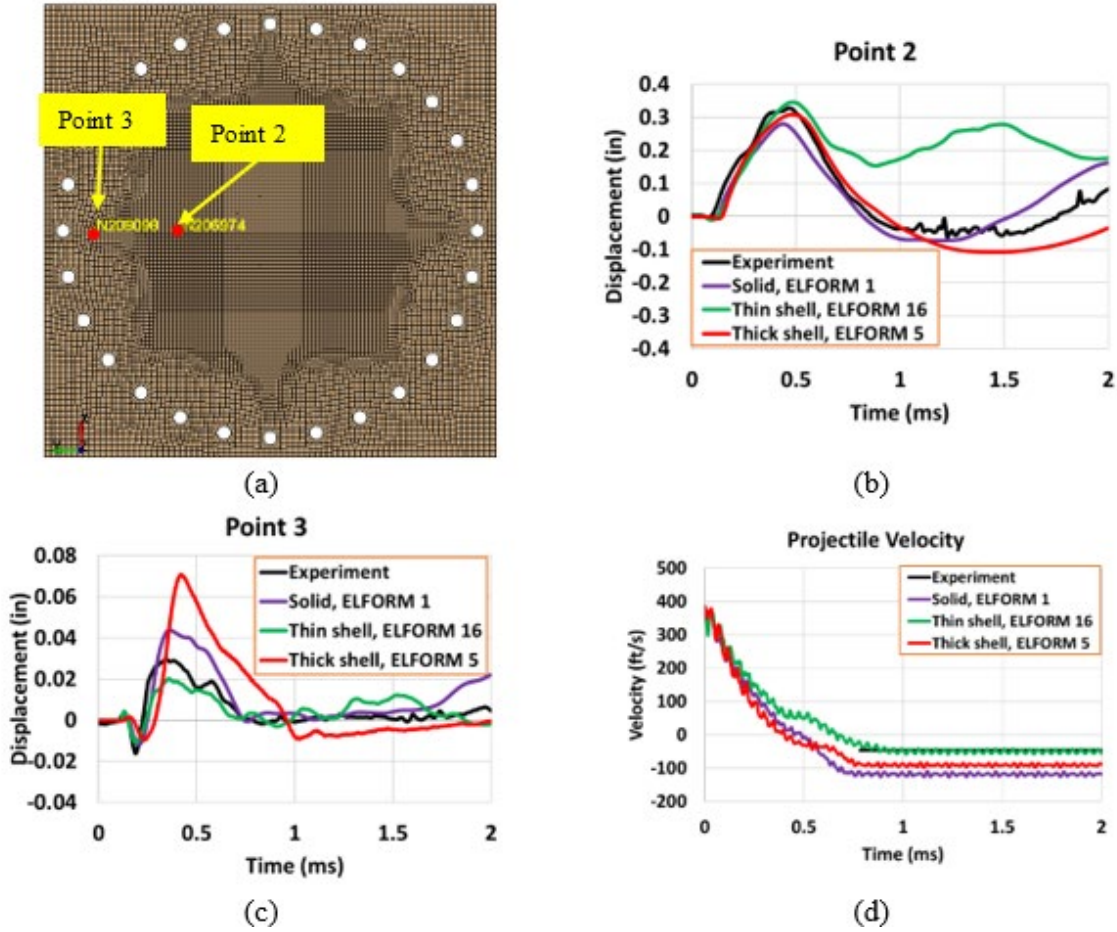 Point 3
Point 2
N206098
N206974
(a)
Point 2
Displacement (in)
0.4
0.3
0.2
0.1
0
-0.1
-0.2
-0.3
-0.4
Experiment
Solid, ELFORM 1
Thin shell, ELFORM 16
Thick shell, ELFORM 5
0 0.5 1 1.5 2
Time (ms)
(b)
Point 3
Displacement (in)
0.08
0.06
0.04
0.02
0
-0.02
-0.04
Experiment
Solid, ELFORM 1
Thin shell, ELFORM 16
Thick shell, ELFORM 5
0 0.5 1 1.5 2
Time (ms)
(c)
Projectile Velocity
Velocity (ft/s)
500
400
300
200
100
0
-100
-200
Experiment
Solid, ELFORM 1
Thin shell, ELFORM 16
Thick shell, ELFORM 5
0 0.5 1 1.5 2
Time (ms)
(d)